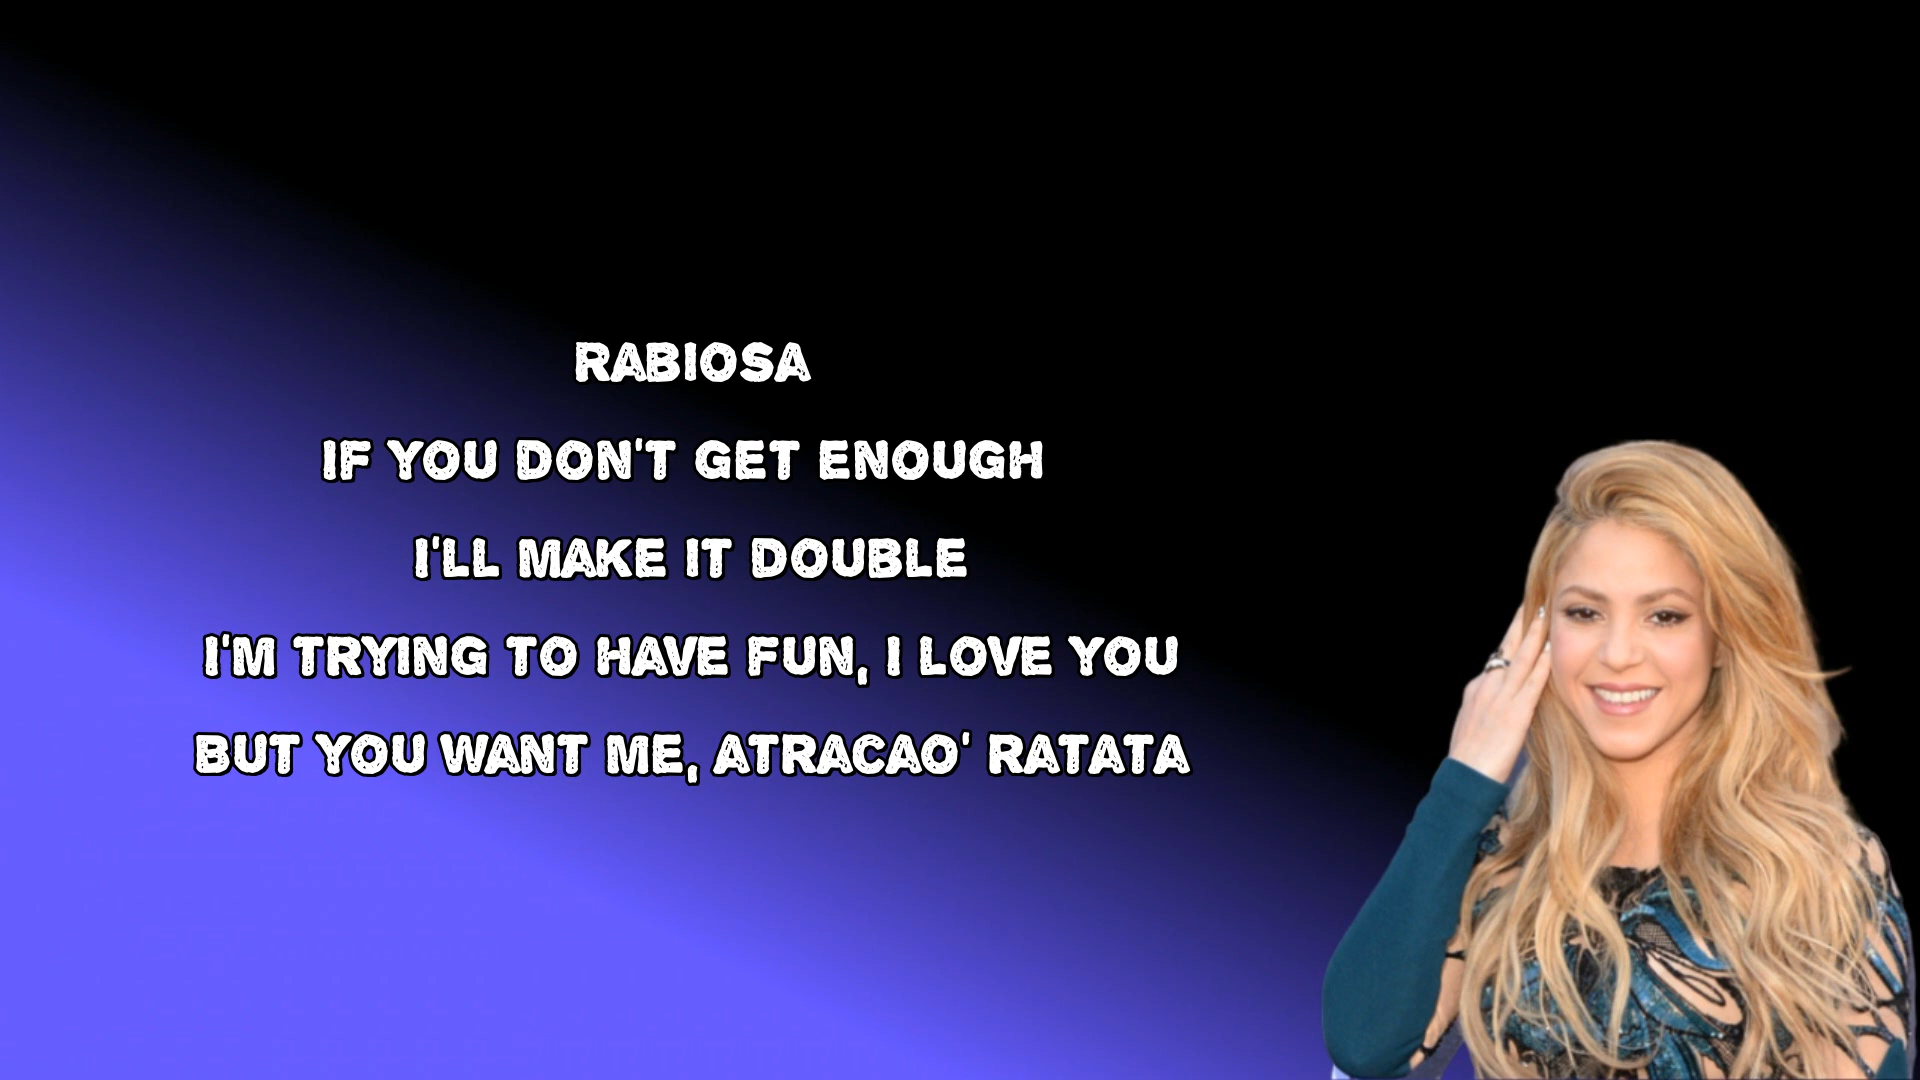 RABIOSA
IF YOU DON'T GET ENOUGH
I'LL MAKE IT DOUBLE
I'M TRYING TO HAVE FUN, I LOVE YOU
BUT YOU WANT ME, ATRACAO' RATATA